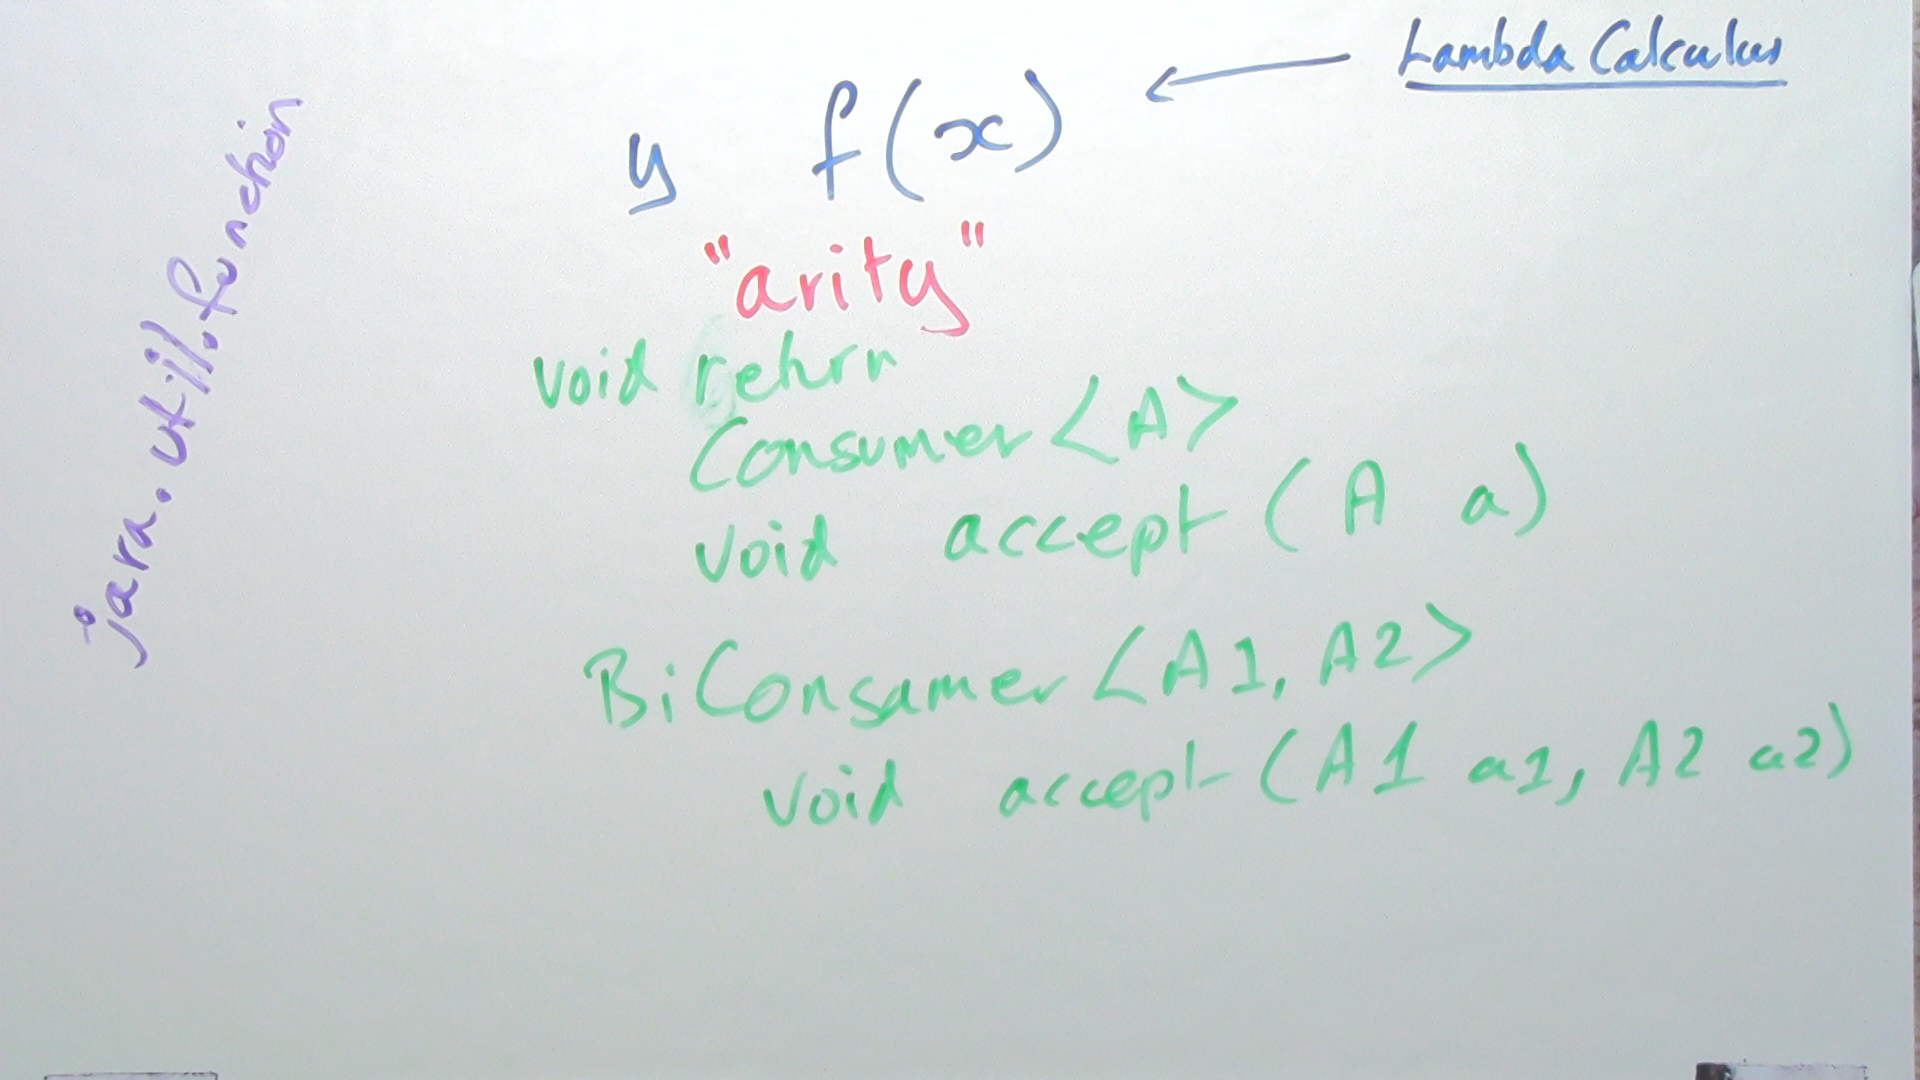 Lambda Calculus
y f(x)
"arity"
void return
Consumer<A>
void accept (A a)
BiConsumer<A1, A2>
void accept (A1 a1, A2 a2)
java.util.function